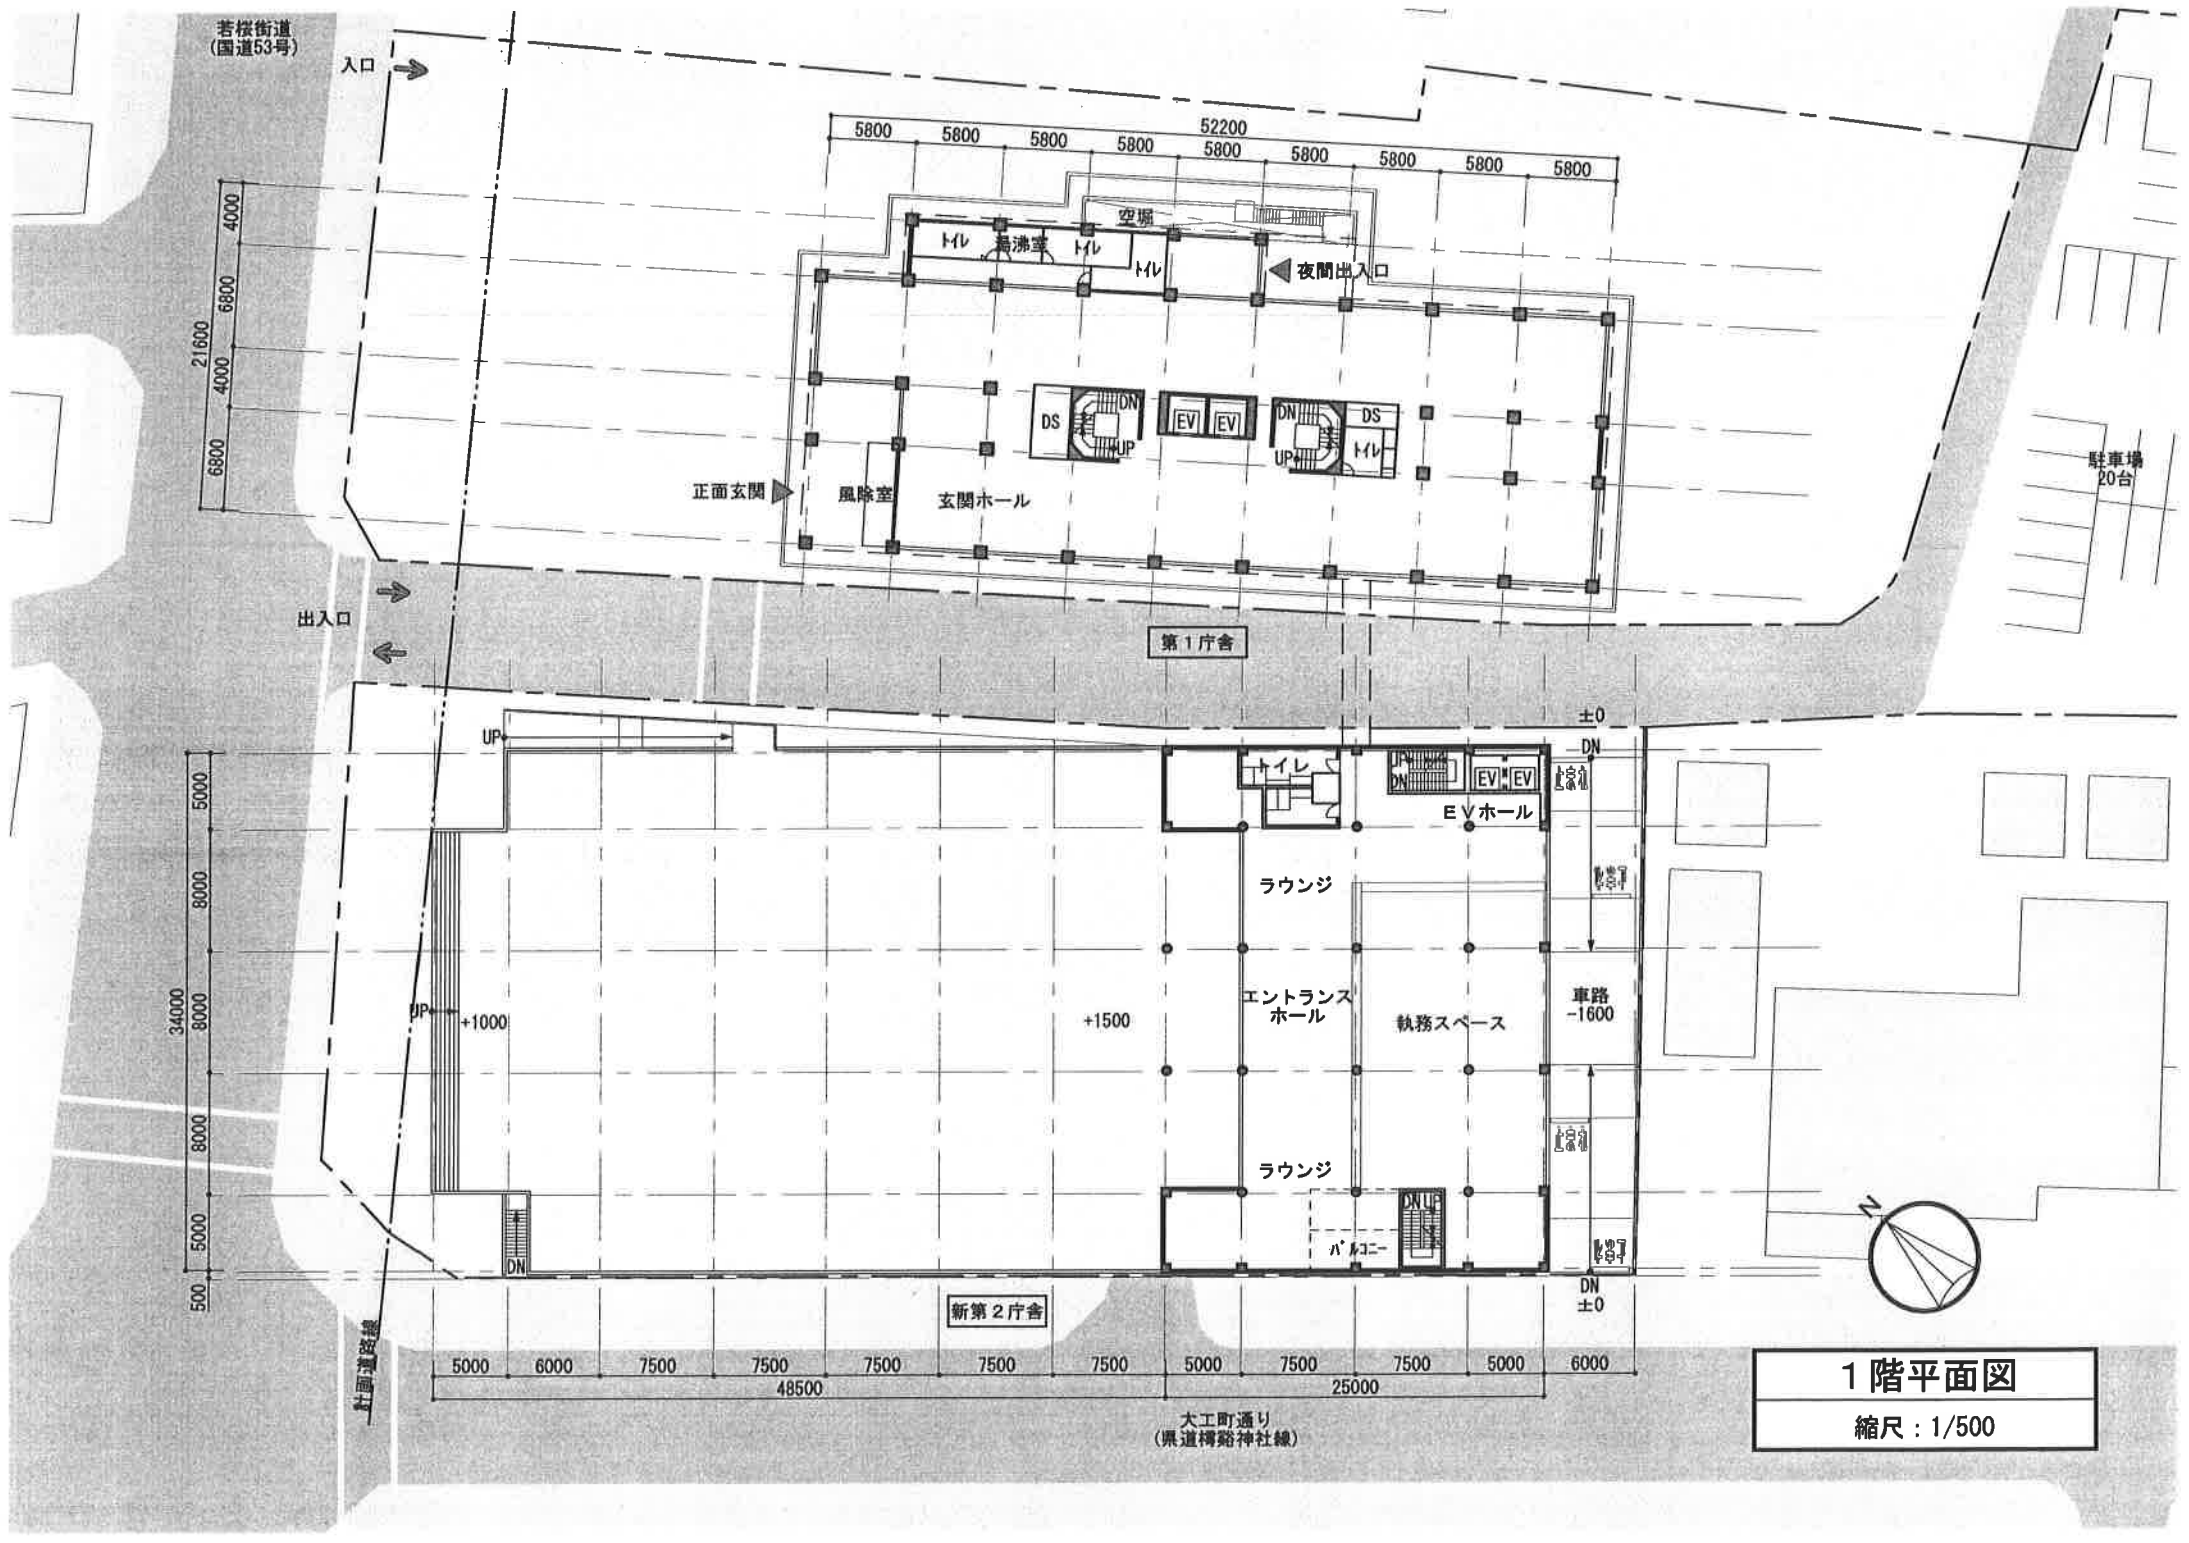 若桜街道
(国道53号)
入口
52200
5800 5800 5800 5800 5800 5800 5800 5800 5800
4000
6800
4000
6800
21600
空堀
トイレ
湯沸室
トイレ
トイレ
夜間出入口
DS
DN
UP
EV
EV
DN
UP
DS
トイレ
正面玄関
風除室
玄関ホール
駐車場
20台
出入口
第1庁舎
±0
DN
UP
トイレ
UP
DN
EV
EV
EVホール
ラウンジ
5000
8000
8000
8000
5000
500
34000
UP
+1000
+1500
エントランス
ホール
執務スペース
車路
-1600
ラウンジ
DN
UP
バルコニー
DN
DN
±0
N
新第2庁舎
計画道路線
5000 6000 7500 7500 7500 7500 7500 5000 7500 7500 5000 6000
48500
25000
大工町通り
(県道樗谿神社線)
1階平面図
縮尺:1/500